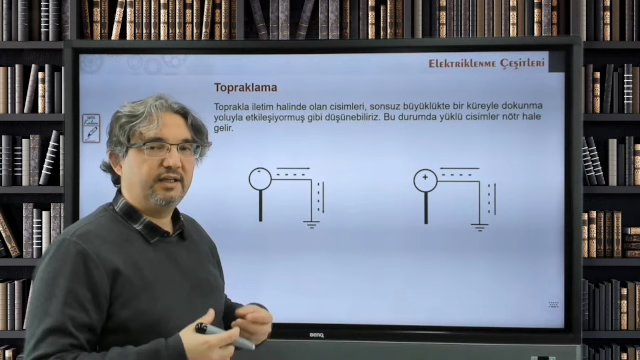 Elektriklenme Çeşitleri
Topraklama
Toprakla iletim halinde olan cisimleri, sonsuz büyüklükte bir küreyle dokunma
yoluyla etkileşiyormuş gibi düşünebiliriz. Bu durumda yüklü cisimler nötr hale
gelir.
BenQ